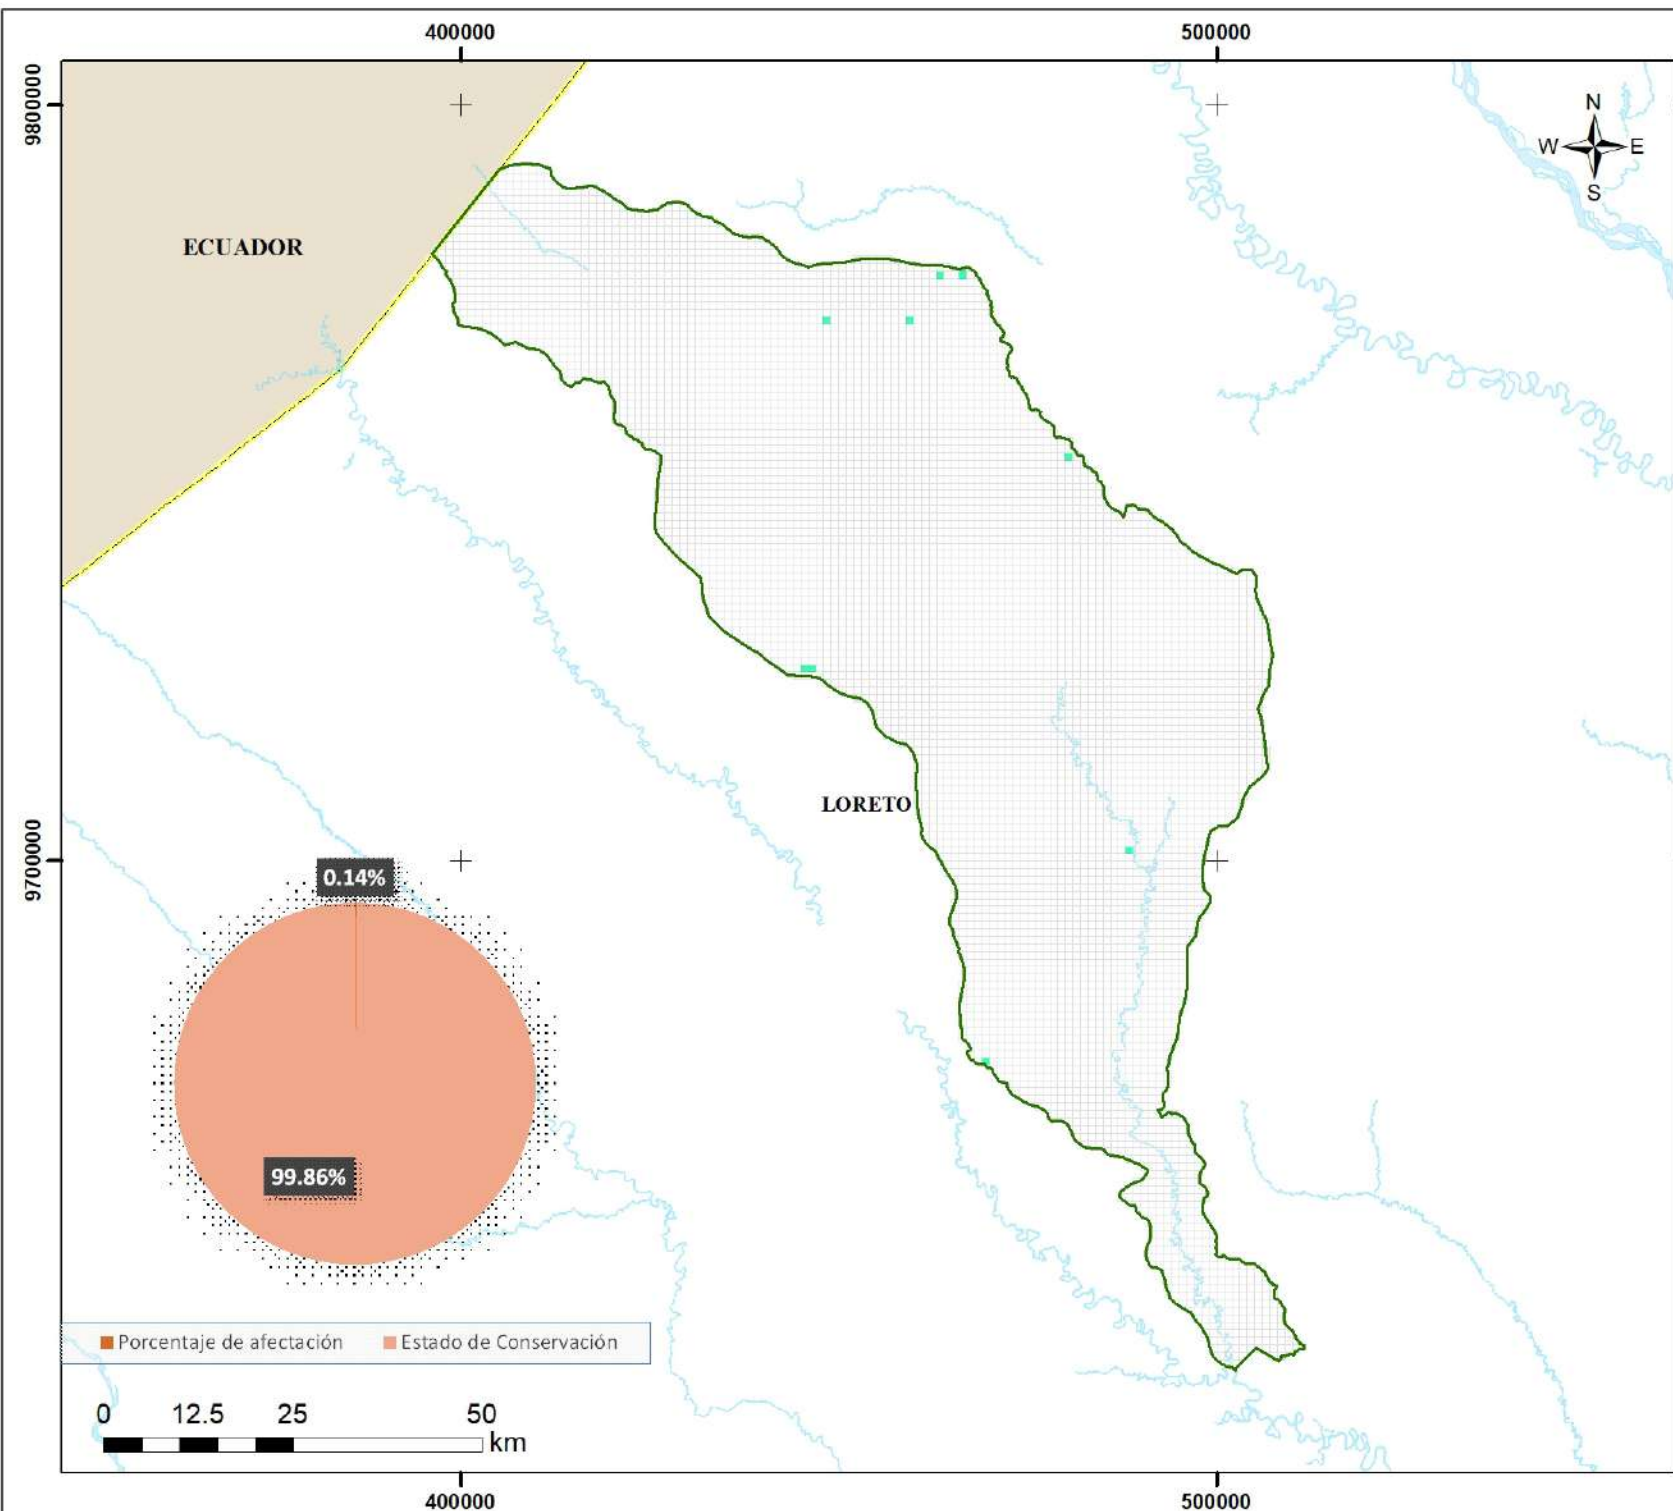 400000 500000
9800000
N
W E
S
ECUADOR
LORETO
9700000
0.14%
99.86%
Porcentaje de afectación Estado de Conservación
0 12.5 25 50
km
400000 500000